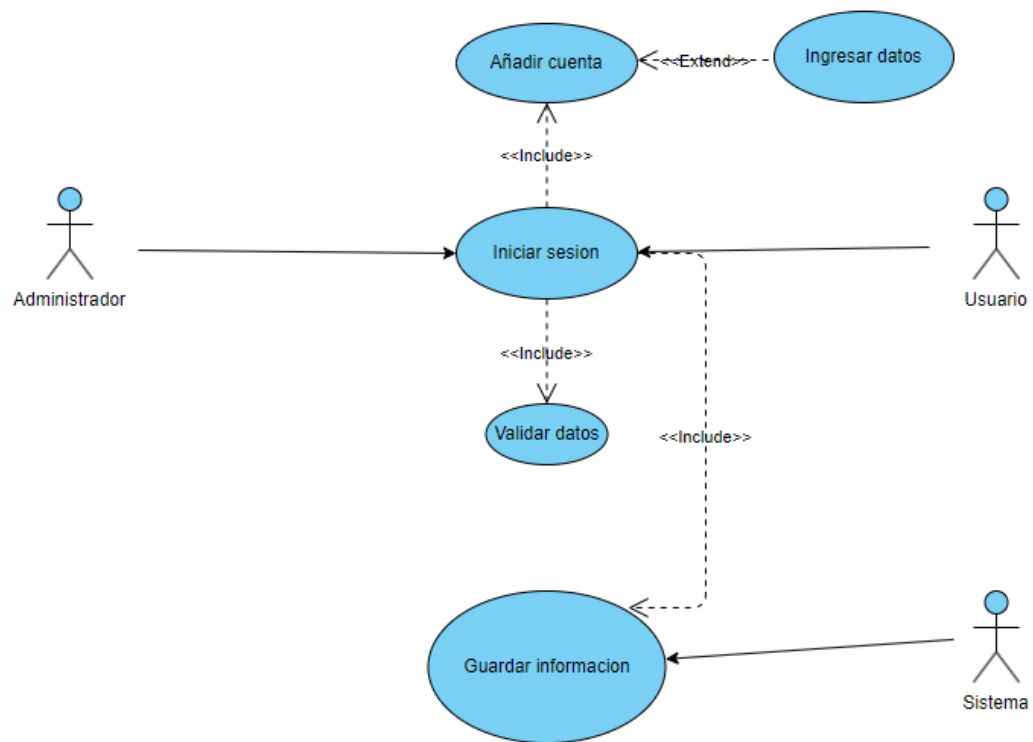 Añadir cuenta
<<Extend>>
Ingresar datos
<<Include>>
Administrador
Iniciar sesion
Usuario
<<Include>>
Validar datos
<<Include>>
Guardar informacion
Sistema